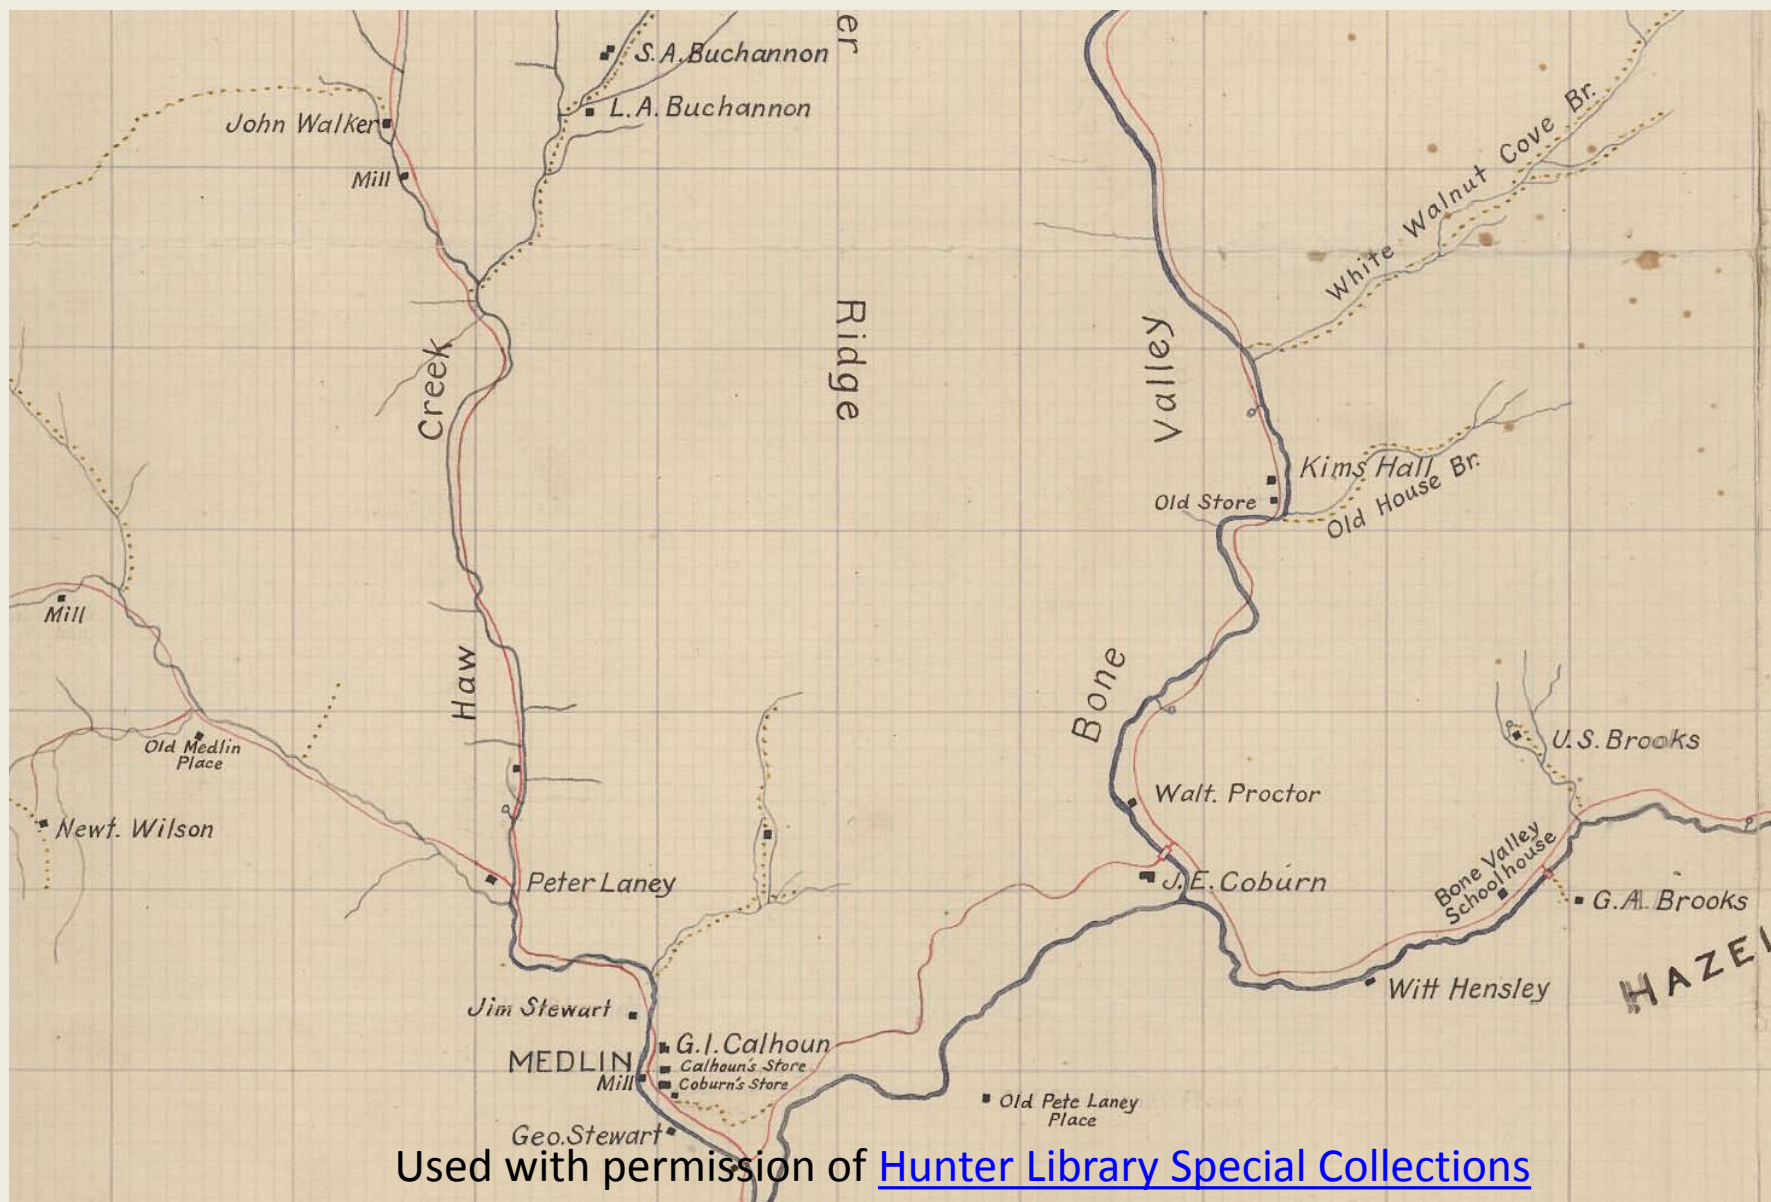 er
S.A. Buchannon
L.A. Buchannon
John Walker
Mill
White Walnut Cove Br.
Ridge
Valley
Creek
Kims Hall
Old Store
Old House Br.
Mill
Haw
Bone
Old Medlin
Place
U.S. Brooks
Newt. Wilson
Walt. Proctor
Bone Valley
Schoolhouse
Peter Laney
J.E. Coburn
G.A. Brooks
HAZEL
Witt Hensley
Jim Stewart
G.I. Calhoun
MEDLIN
Calhoun's Store
Mill
Coburn's Store
Old Pete Laney
Place
Geo. Stewart
Used with permission of Hunter Library Special Collections